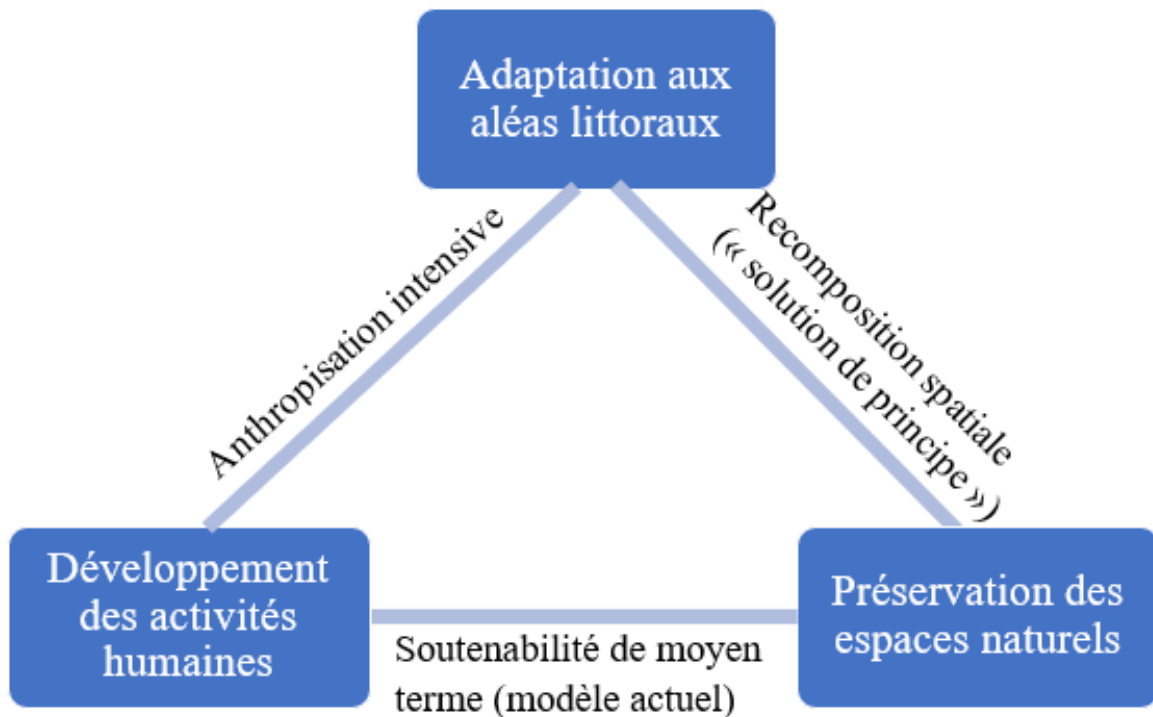 Adaptation aux
aléas littoraux
Anthropisation intensive
Recomposition spatiale
(« solution de principe »)
Développement
des activités
humaines
Soutenabilité de moyen
terme (modèle actuel)
Préservation des
espaces naturels